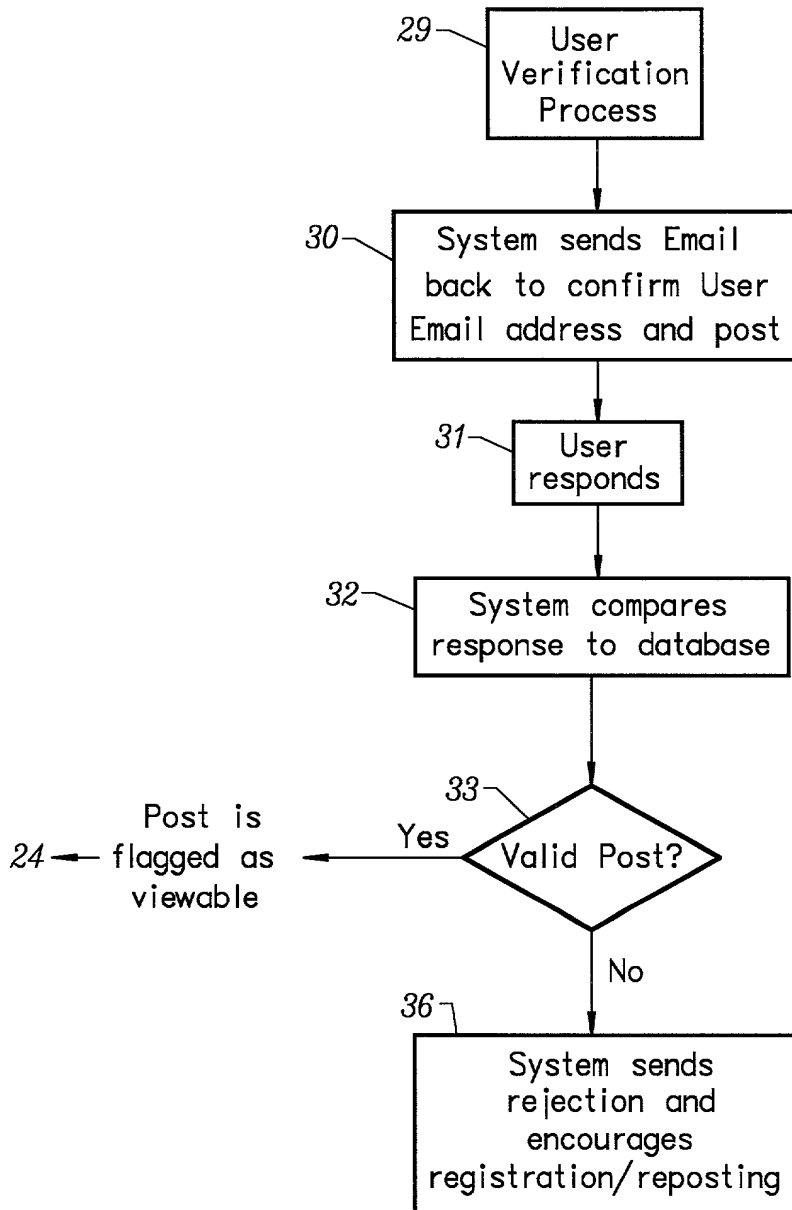 29
User
Verification
Process
30
System sends Email
back to confirm User
Email address and post
31
User
responds
32
System compares
response to database
33
Valid Post?
Yes
Post is
flagged as
viewable
24
No
36
System sends
rejection and
encourages
registration/reposting